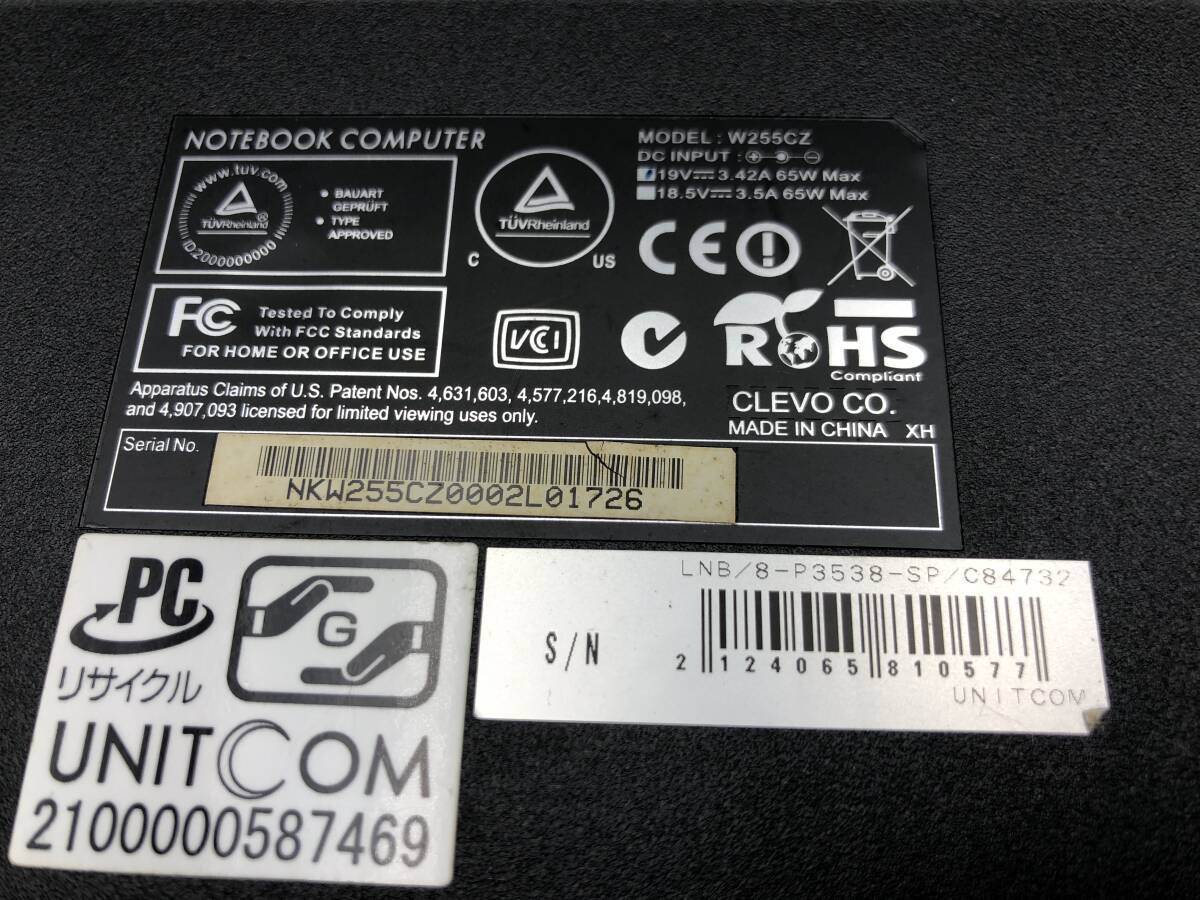 NOTEBOOK COMPUTER
MODEL : W255CZ
DC INPUT :
19V 3.42A 65W Max
18.5V 3.5A 65W Max
www.tuv.com
TÜVRheinland®
ID:2000000000
• BAUART
GEPRÜFT
• TYPE
APPROVED
TÜVRheinland
C US
CE
FC Tested To Comply
With FCC Standards
FOR HOME OR OFFICE USE
VCCI
RoHS
Compliant
Apparatus Claims of U.S. Patent Nos. 4,631,603, 4,577,216,4,819,098,
and 4,907,093 licensed for limited viewing uses only.
CLEVO CO.
MADE IN CHINA XH
Serial No.
NKW255CZ0002L01726
PC
G
リサイクル
UNITCOM
2100000587469
LNB/8-P3538-SP/C84732
S/N
2 124065 810577
UNITCOM